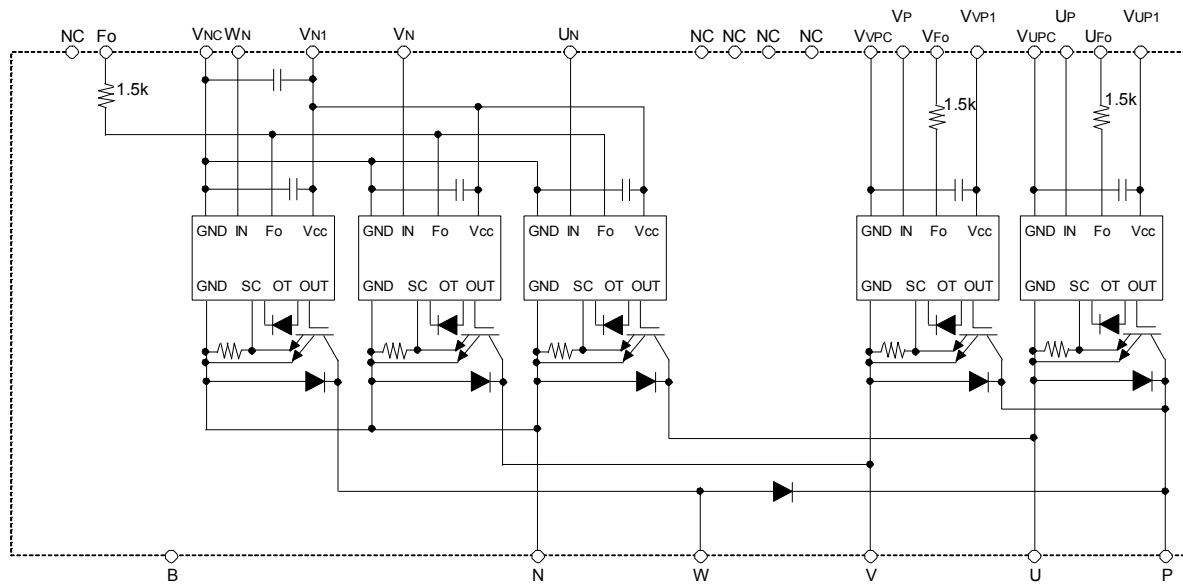 NC Fo VNC WN VN1 VN UN NC NC NC NC VVPC VP VFo VVP1 VUPC UP UFo VUP1
1.5k 1.5k 1.5k
GND IN Fo Vcc GND IN Fo Vcc GND IN Fo Vcc GND IN Fo Vcc GND IN Fo Vcc
GND SC OT OUT GND SC OT OUT GND SC OT OUT GND SC OT OUT GND SC OT OUT
B N W V U P